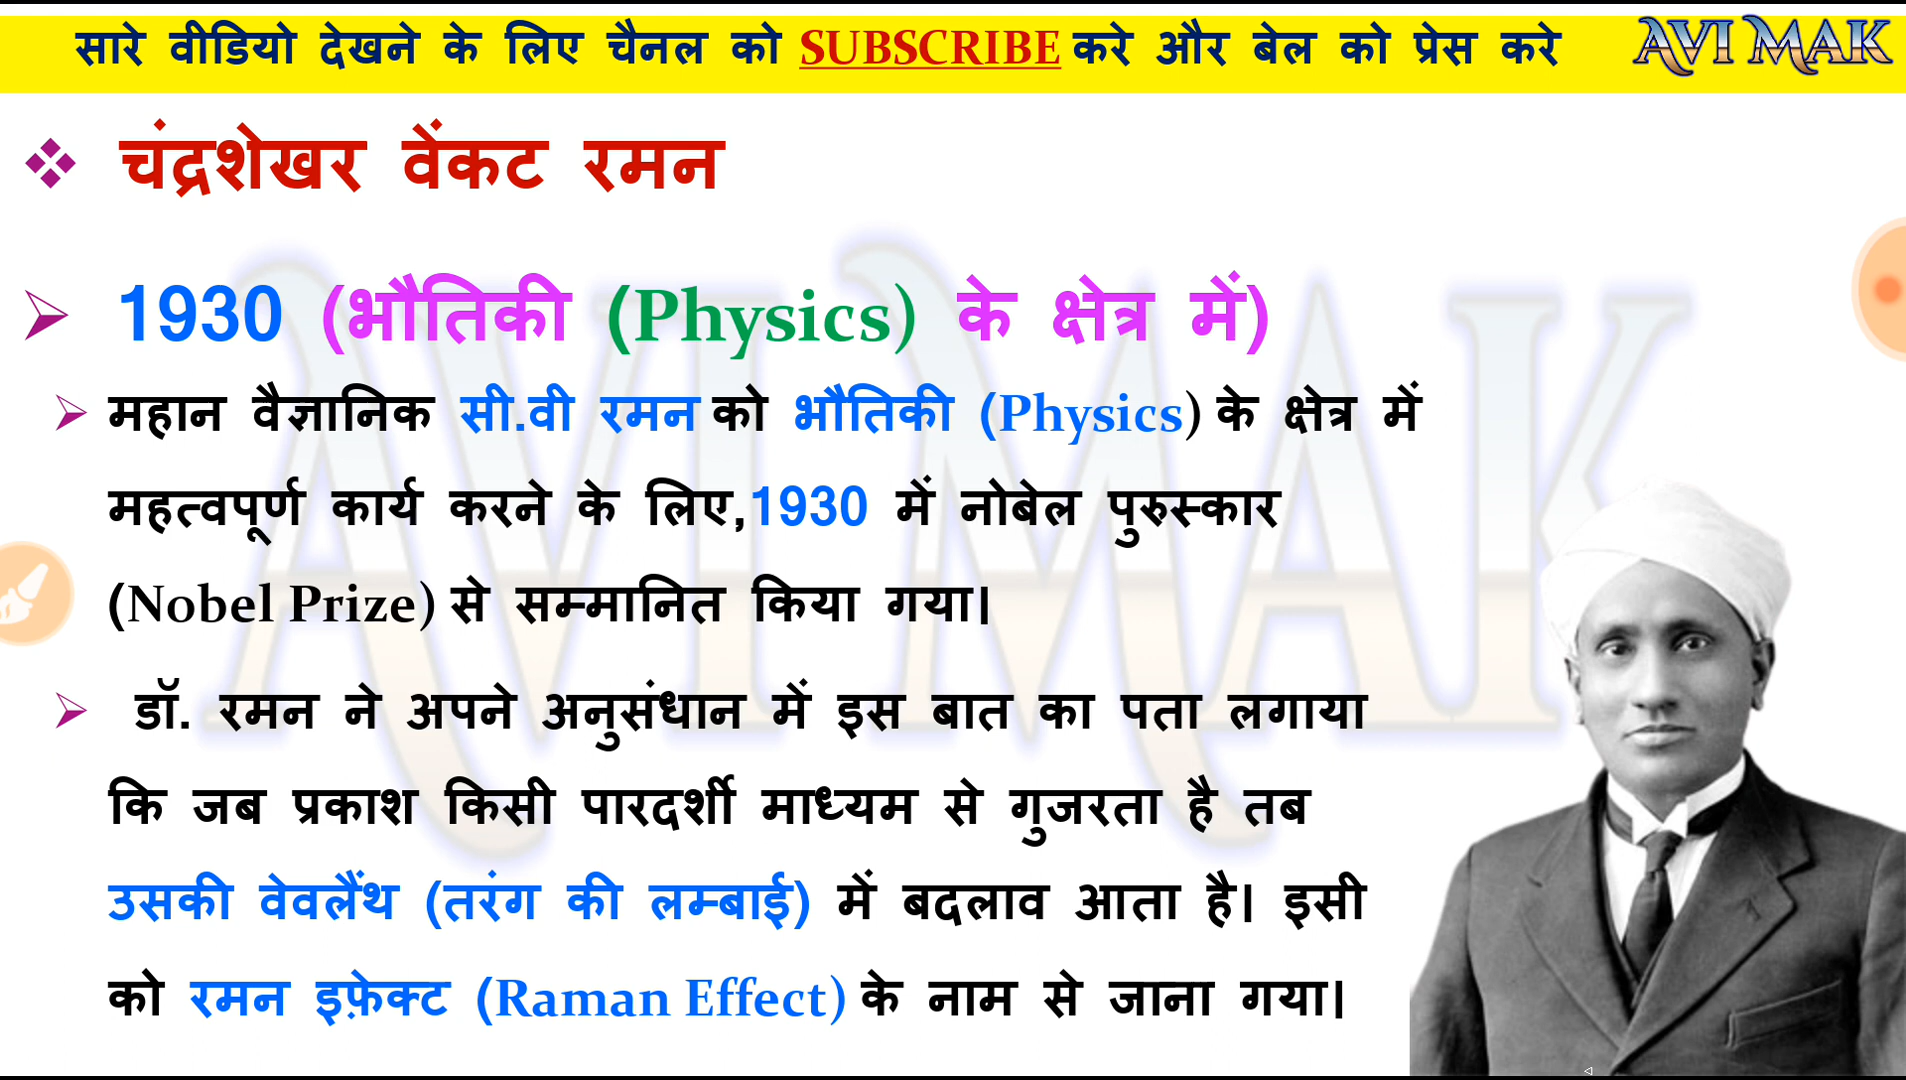 सारे वीडियो देखने के लिए चैनल को SUBSCRIBE करे और बेल को प्रेस करे AVI MAK
चंद्रशेखर वेंकट रमन
1930 (भौतिकी (Physics) के क्षेत्र में)
महान वैज्ञानिक सी.वी रमन को भौतिकी (Physics) के क्षेत्र में
महत्वपूर्ण कार्य करने के लिए,1930 में नोबेल पुरुस्कार
(Nobel Prize) से सम्मानित किया गया।
डॉ. रमन ने अपने अनुसंधान में इस बात का पता लगाया
कि जब प्रकाश किसी पारदर्शी माध्यम से गुजरता है तब
उसकी वेवलैंथ (तरंग की लम्बाई) में बदलाव आता है। इसी
को रमन इफ़ेक्ट (Raman Effect) के नाम से जाना गया।
AVI MAK